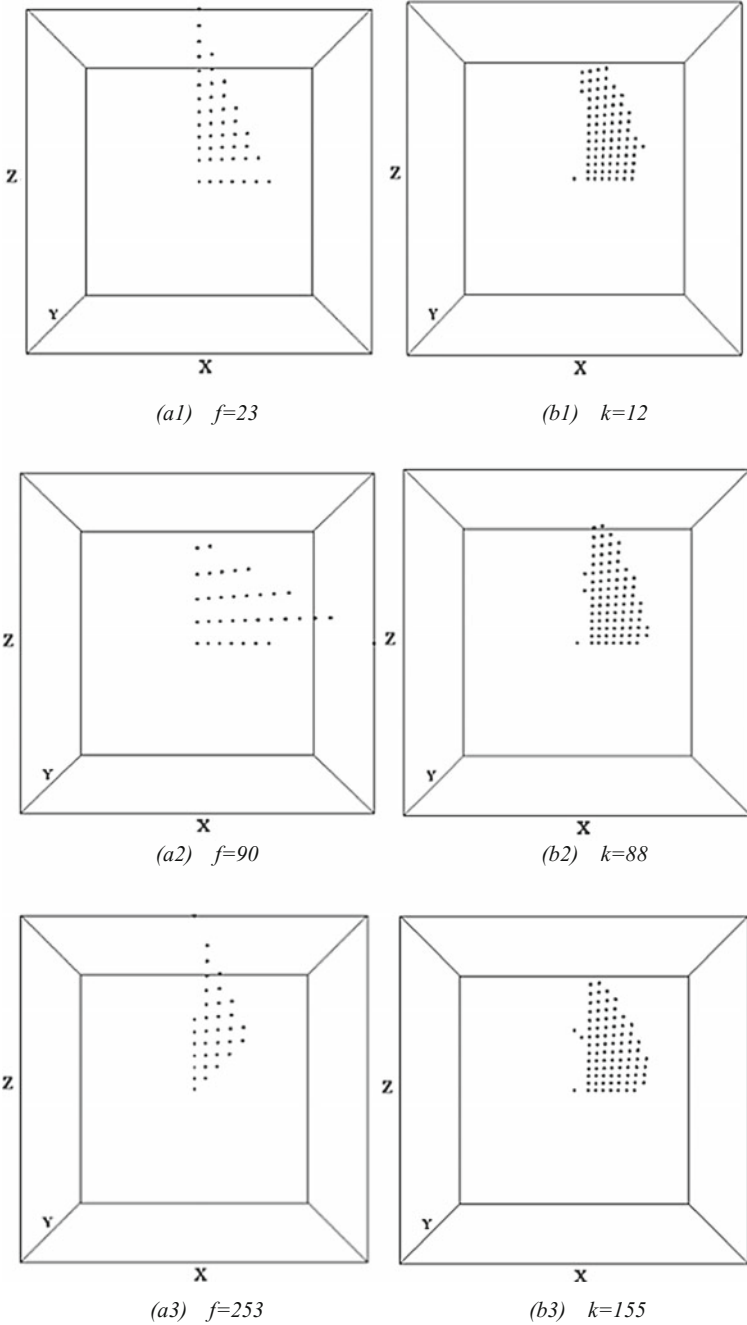 Z
Y
X
Z
Y
X
(a1) f=23
(b1) k=12
Z
Y
X
Z
Y
X
(a2) f=90
(b2) k=88
Z
Y
X
Z
Y
X
(a3) f=253
(b3) k=155